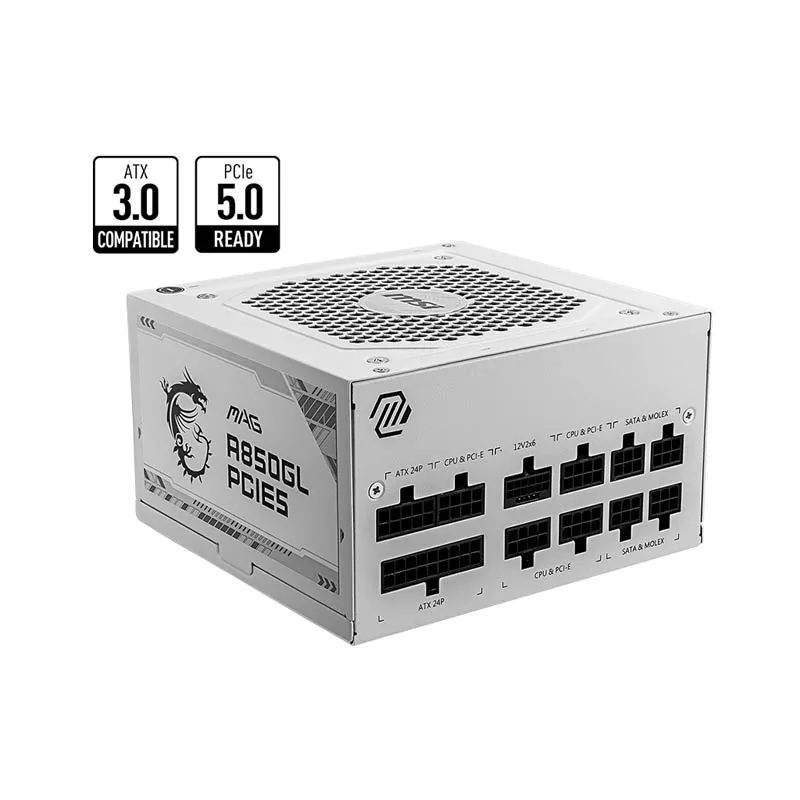 ATX
3.0
COMPATIBLE
PCIe
5.0
READY
msi
MAG
A850GL
PCIE5
ATX 24P
CPU & PCI-E
12V2x6
CPU & PCI-E
SATA & MOLEX
ATX 24P
CPU & PCI-E
SATA & MOLEX